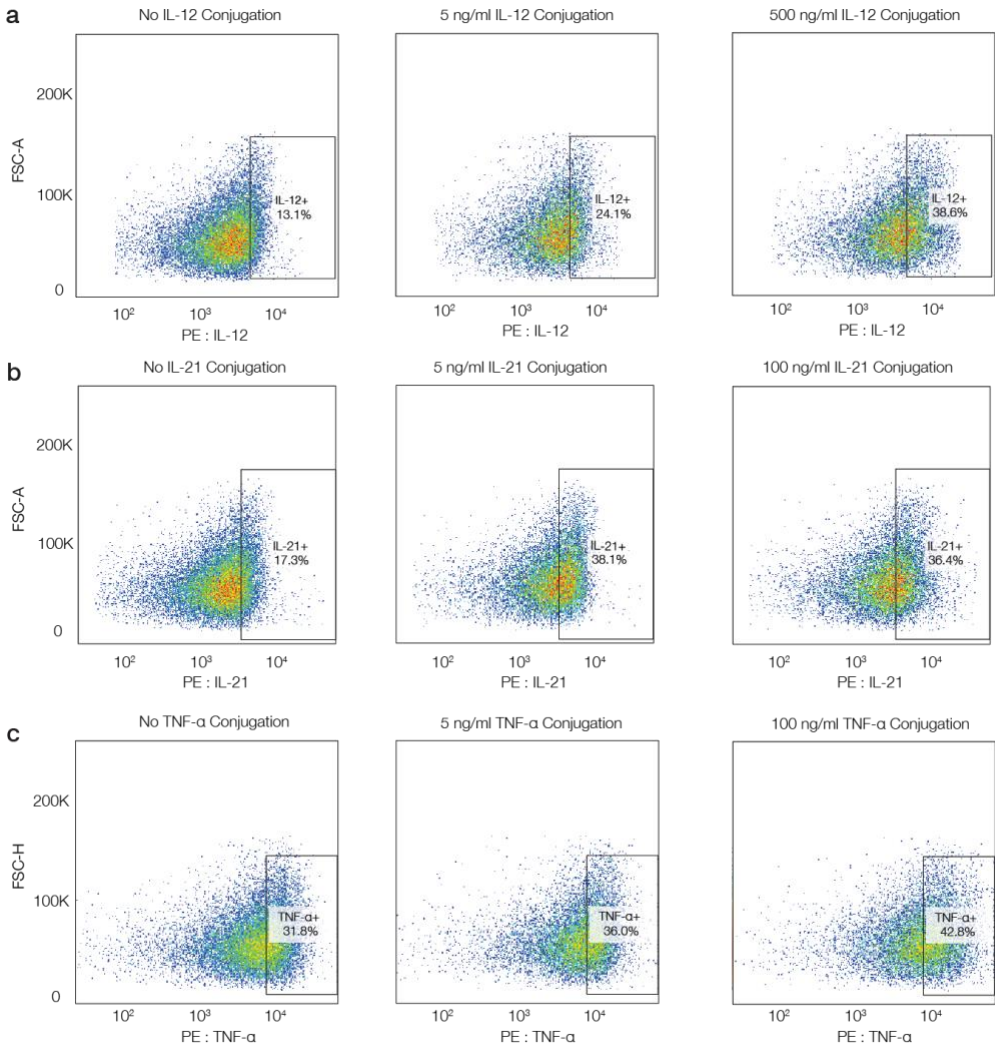 a
No IL-12 Conjugation
5 ng/ml IL-12 Conjugation
500 ng/ml IL-12 Conjugation
FSC-A
200K
100K
0
IL-12+
13.1%
IL-12+
24.1%
IL-12+
38.6%
10² 10³ 10⁴
10² 10³ 10⁴
10² 10³ 10⁴
PE : IL-12
PE : IL-12
PE : IL-12
b
No IL-21 Conjugation
5 ng/ml IL-21 Conjugation
100 ng/ml IL-21 Conjugation
FSC-A
200K
100K
0
IL-21+
17.3%
IL-21+
38.1%
IL-21+
36.4%
10² 10³ 10⁴
10² 10³ 10⁴
10² 10³ 10⁴
PE : IL-21
PE : IL-21
PE : IL-21
c
No TNF-α Conjugation
5 ng/ml TNF-α Conjugation
100 ng/ml TNF-α Conjugation
FSC-H
200K
100K
0
TNF-α+
31.8%
TNF-α+
36.0%
TNF-α+
42.8%
10² 10³ 10⁴
10² 10³ 10⁴
10² 10³ 10⁴
PE : TNF-α
PE : TNF-α
PE : TNF-α